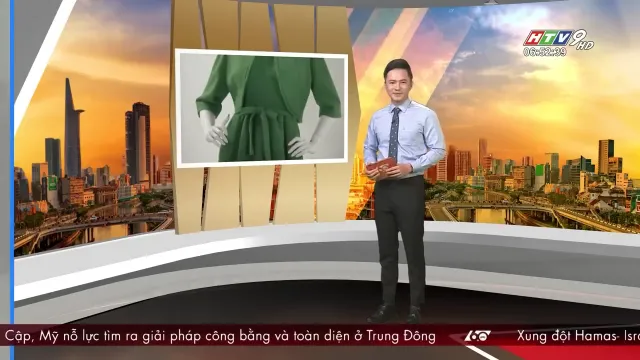 HTV9 HD
06:52:39
Cập, Mỹ nỗ lực tìm ra giải pháp công bằng và toàn diện ở Trung Đông
60 Xung đột Hamas- Isra